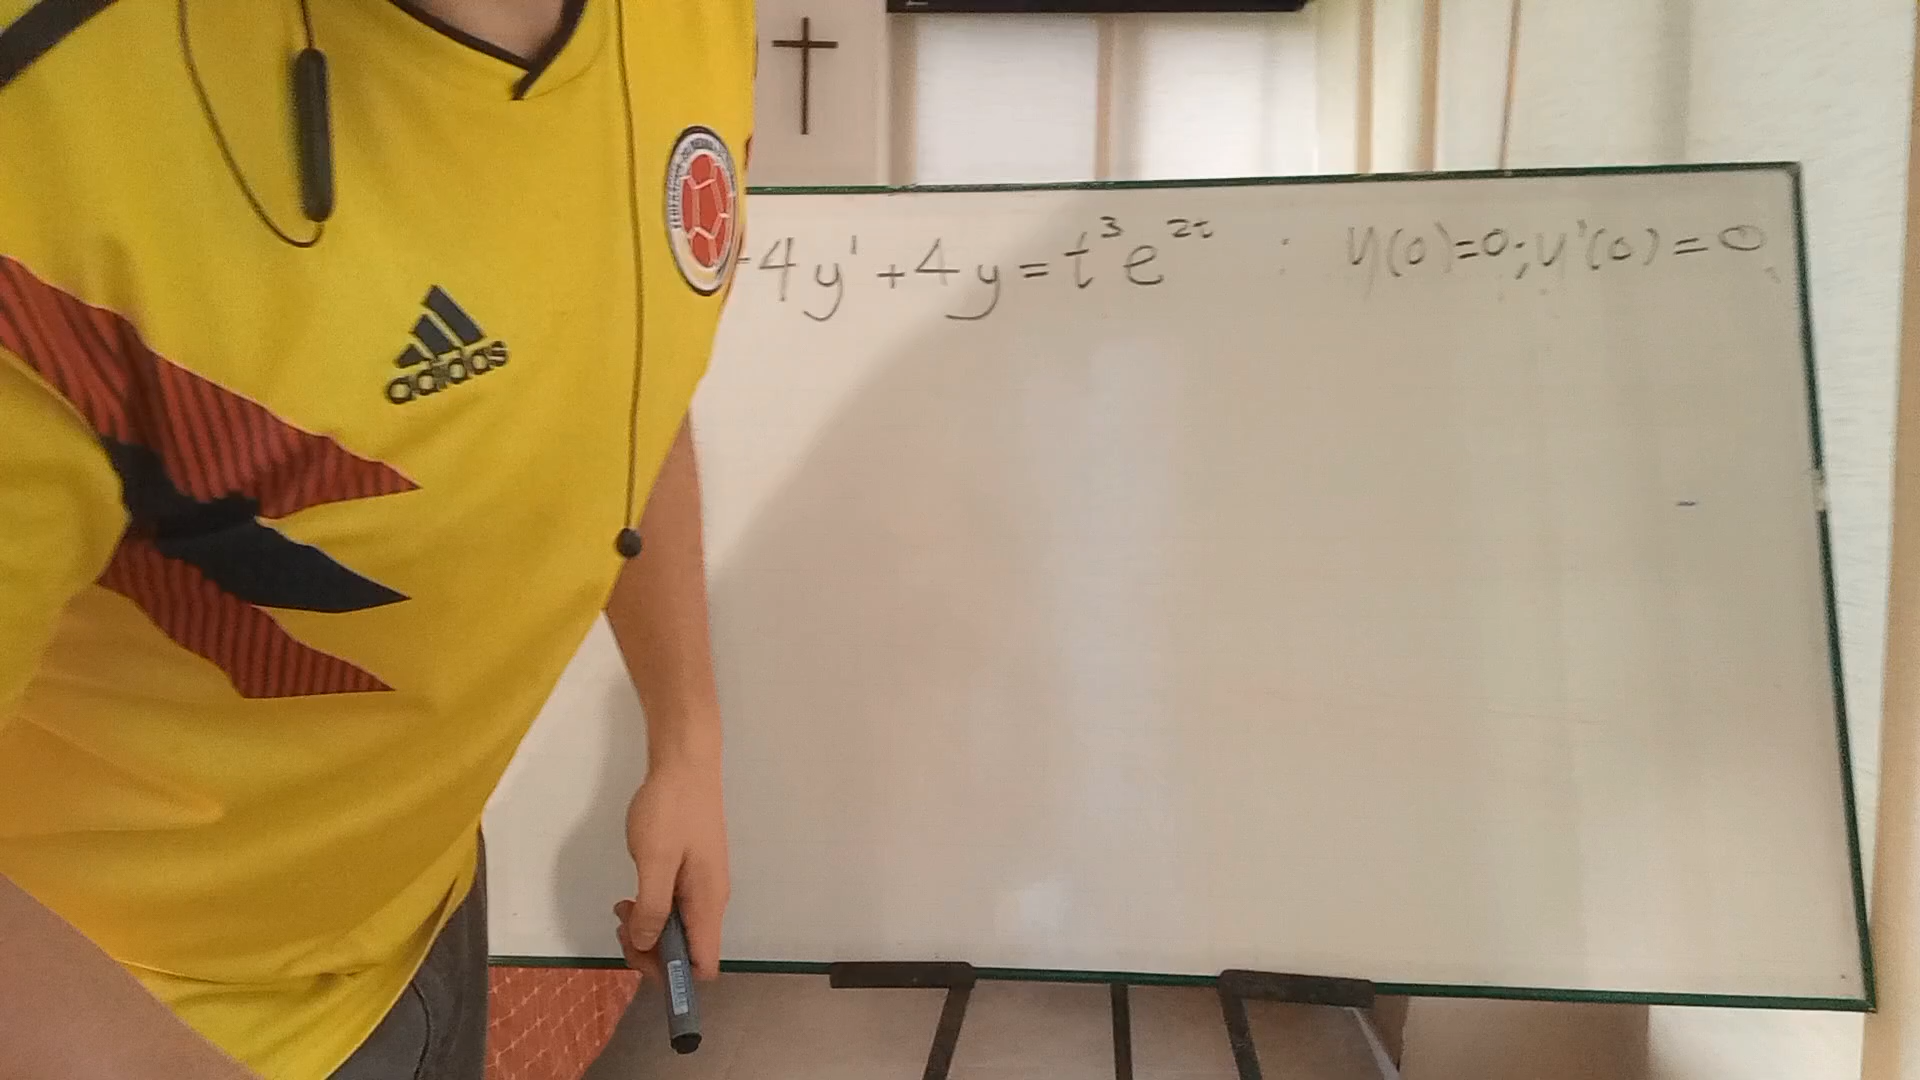 -4y'+4y=t³e²ᵗ : y(0)=0; y'(0)=0
adidas